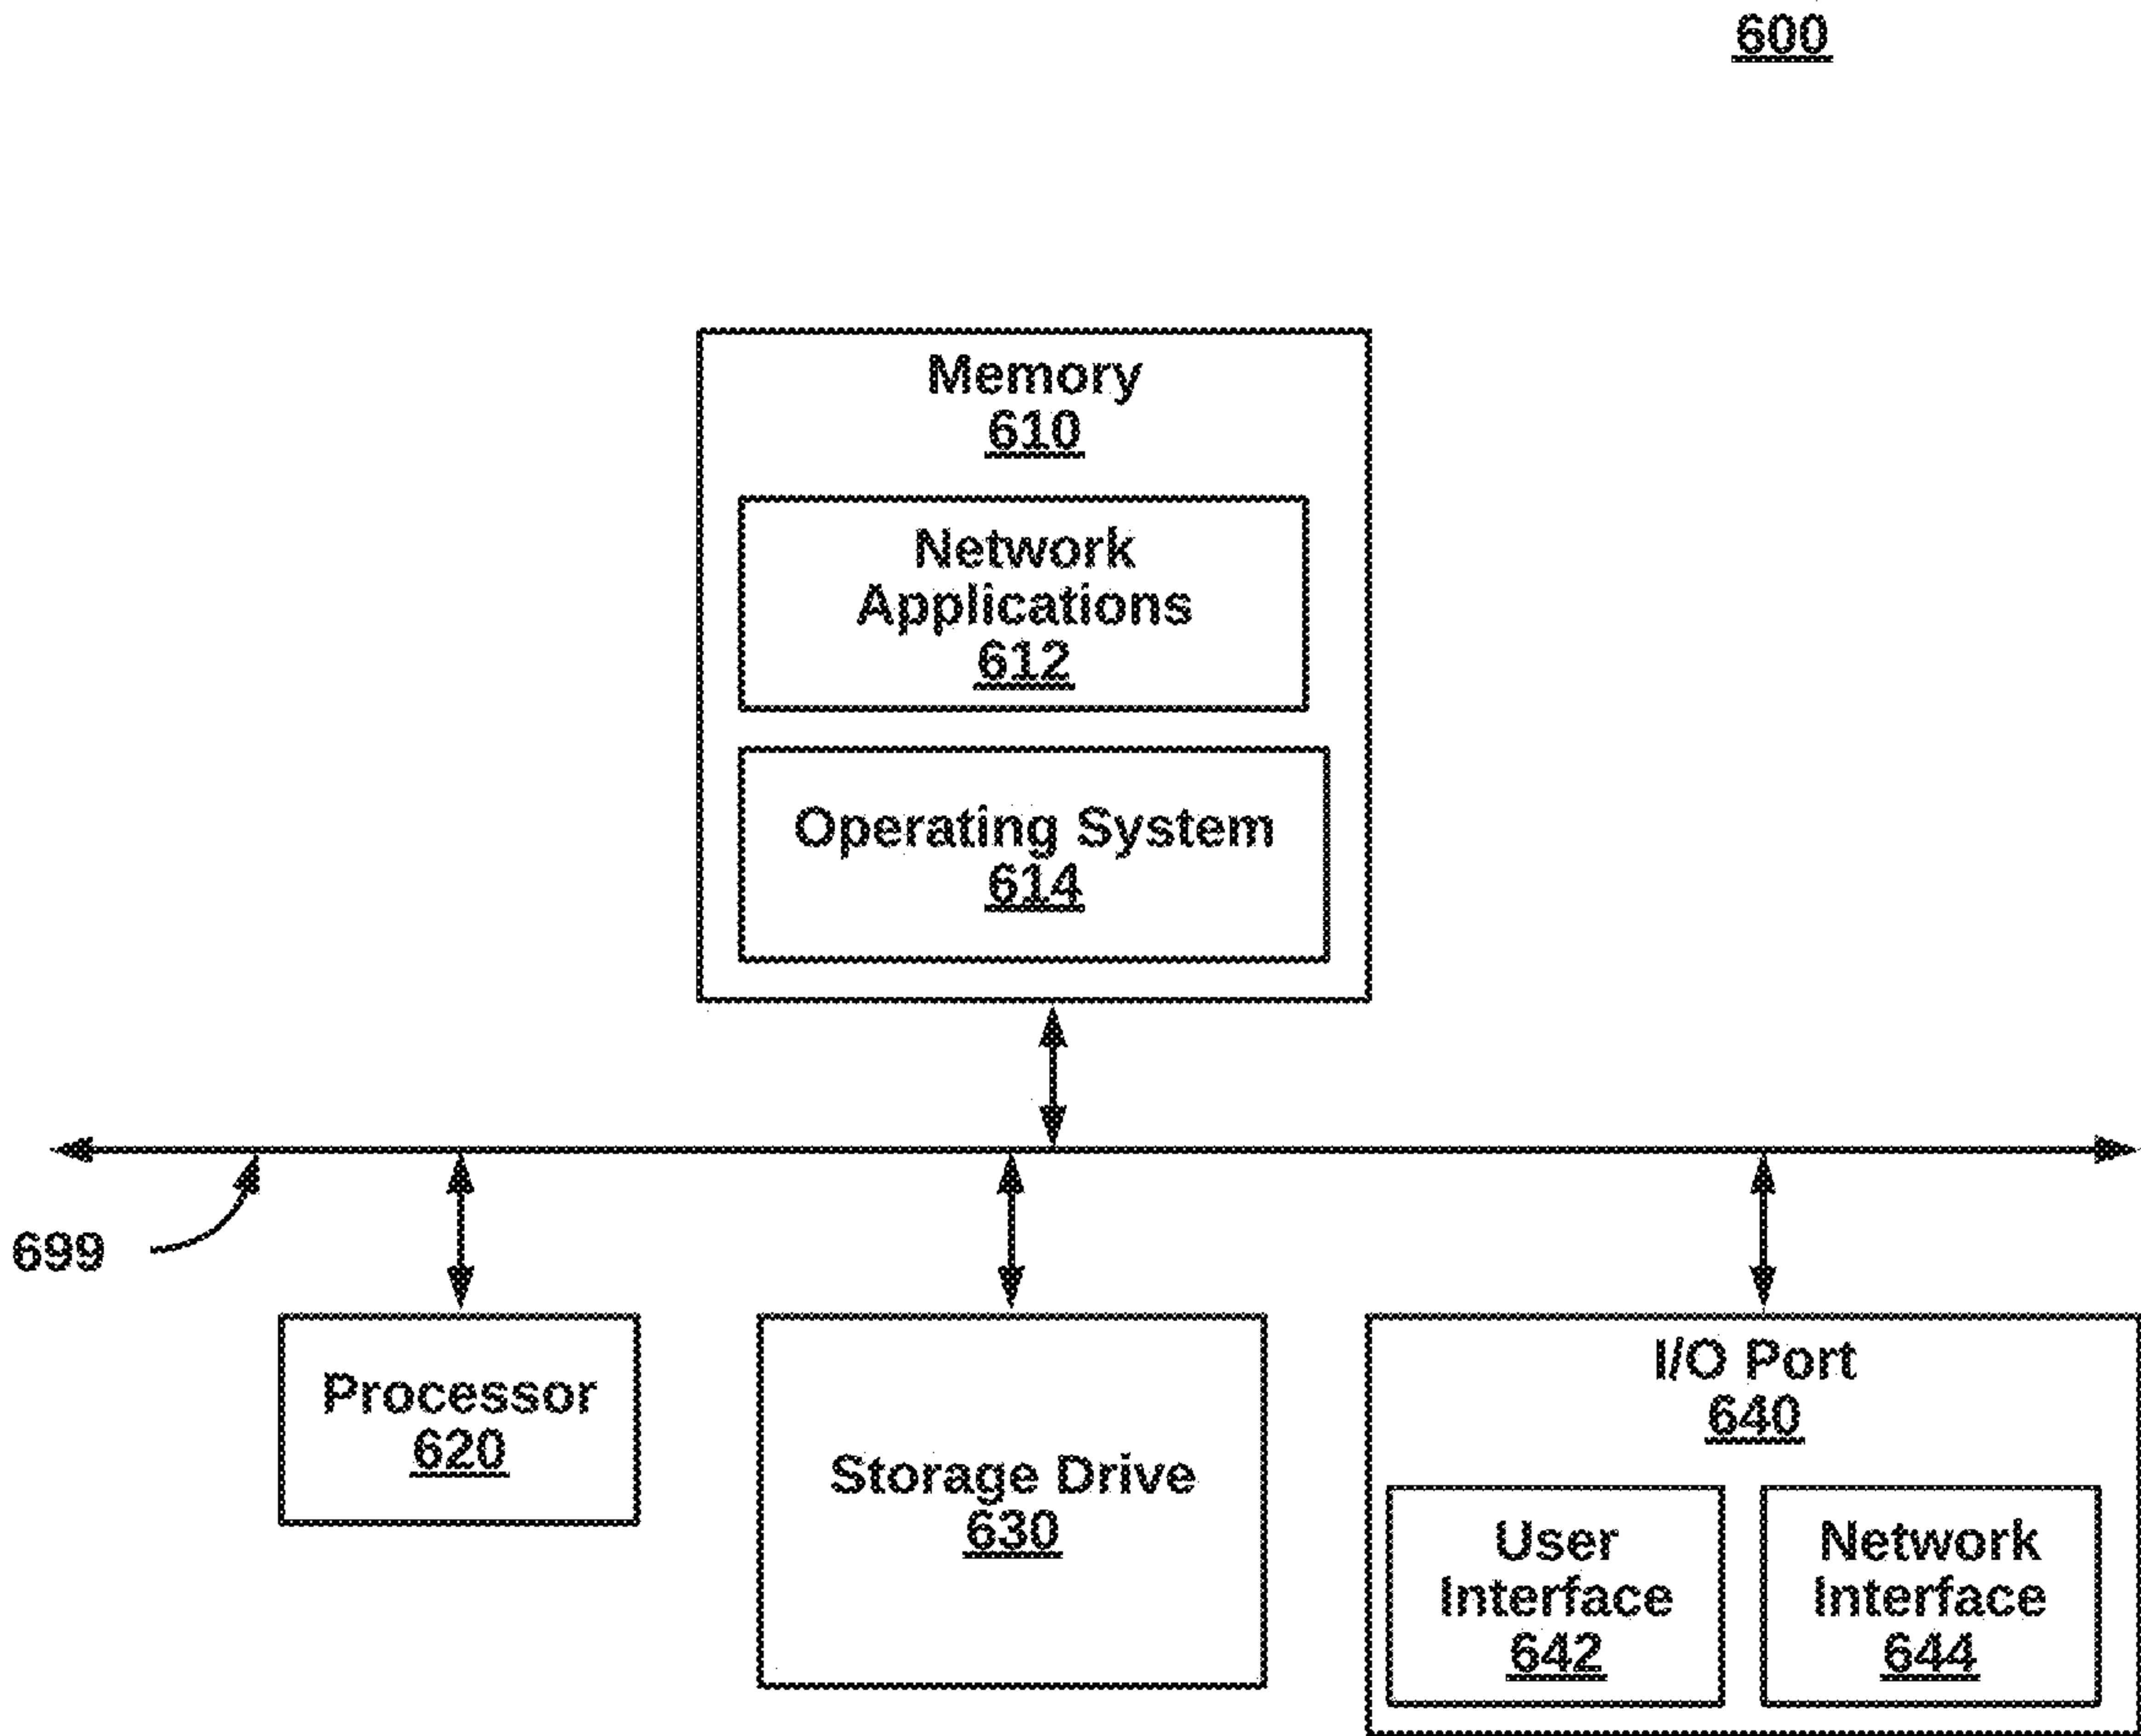 600
Memory
610
Network
Applications
612
Operating System
614
699
Processor
620
Storage Drive
630
I/O Port
640
User
Interface
642
Network
Interface
644